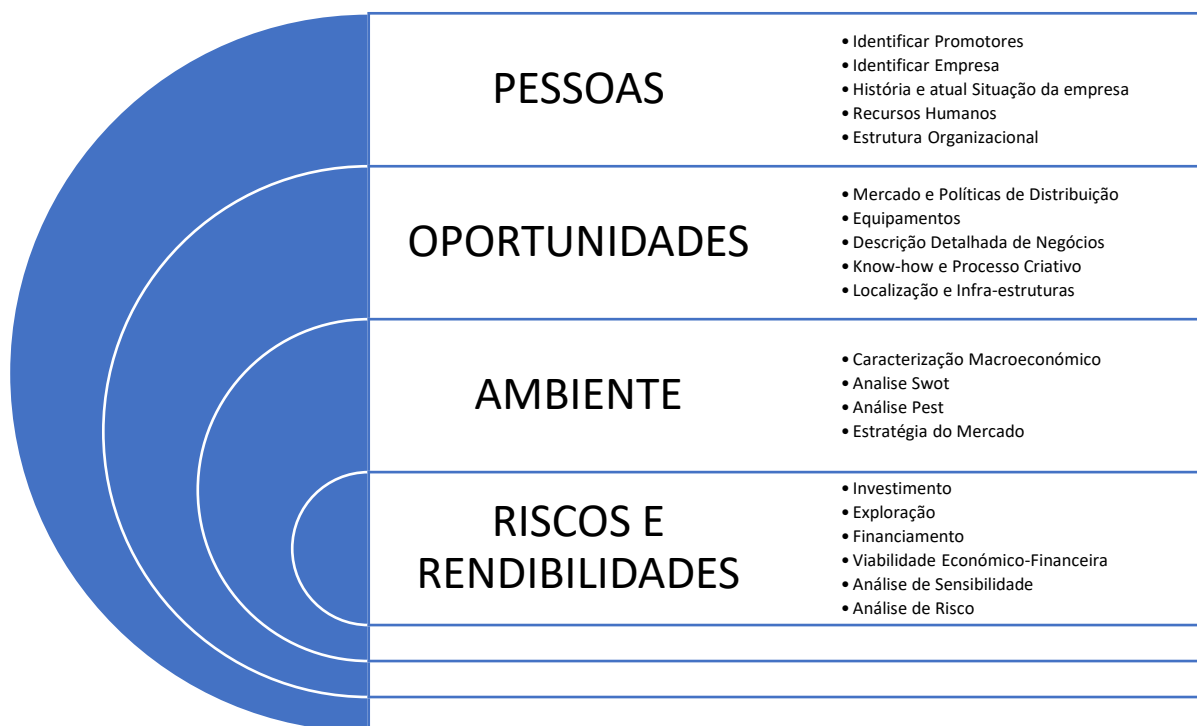 PESSOAS
• Identificar Promotores
• Identificar Empresa
• História e atual Situação da empresa
• Recursos Humanos
• Estrutura Organizacional
OPORTUNIDADES
• Mercado e Políticas de Distribuição
• Equipamentos
• Descrição Detalhada de Negócios
• Know-how e Processo Criativo
• Localização e Infra-estruturas
AMBIENTE
• Caracterização Macroeconómico
• Analise Swot
• Análise Pest
• Estratégia do Mercado
RISCOS E
RENDIBILIDADES
• Investimento
• Exploração
• Financiamento
• Viabilidade Económico-Financeira
• Análise de Sensibilidade
• Análise de Risco